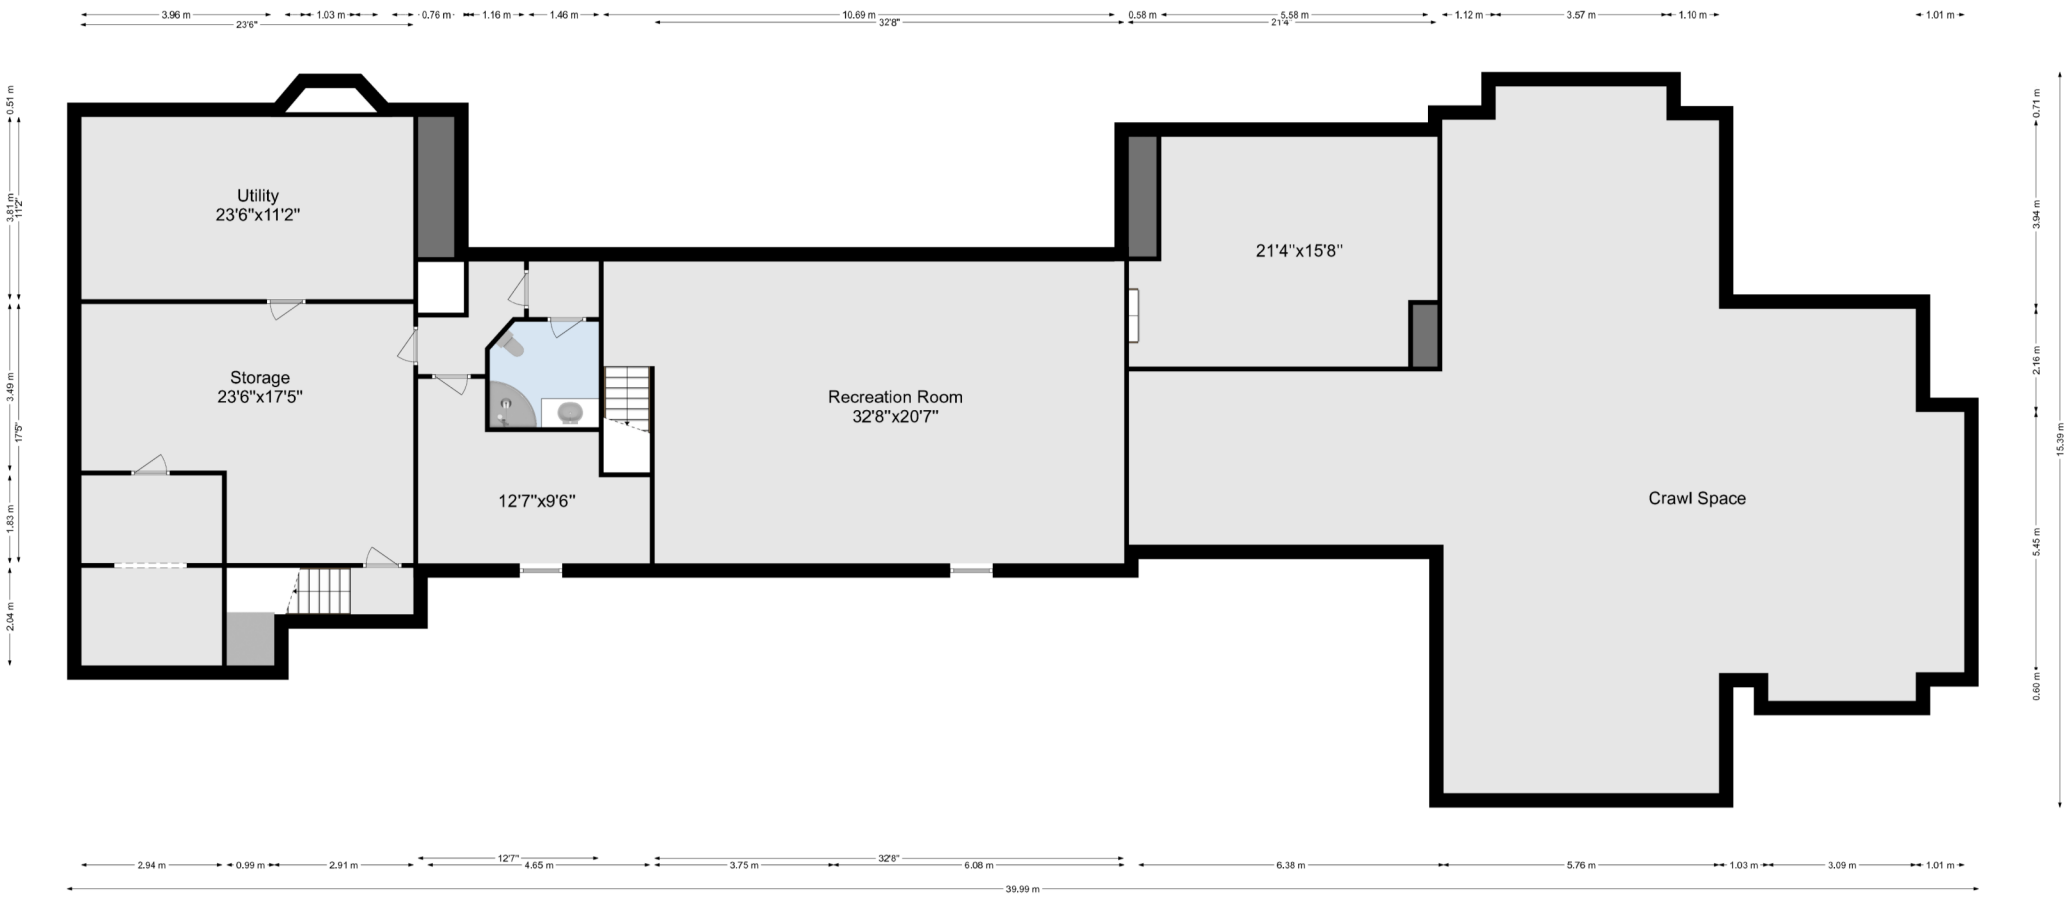 3.96 m
1.03 m
0.76 m
1.16 m
1.46 m
10.69 m
0.58 m
5.58 m
1.12 m
3.57 m
1.10 m
1.01 m
23'6"
32'8"
21'4"
0.51 m
3.81 m
11'2"
3.49 m
17'5"
1.83 m
2.04 m
Utility
23'6"x11'2"
21'4"x15'8"
Storage
23'6"x17'5"
Recreation Room
32'8"x20'7"
12'7"x9'6"
Crawl Space
0.71 m
3.94 m
2.16 m
15.39 m
5.45 m
0.60 m
12'7"
32'8"
2.94 m
0.99 m
2.91 m
4.65 m
3.75 m
6.08 m
6.38 m
5.76 m
1.03 m
3.09 m
1.01 m
39.99 m